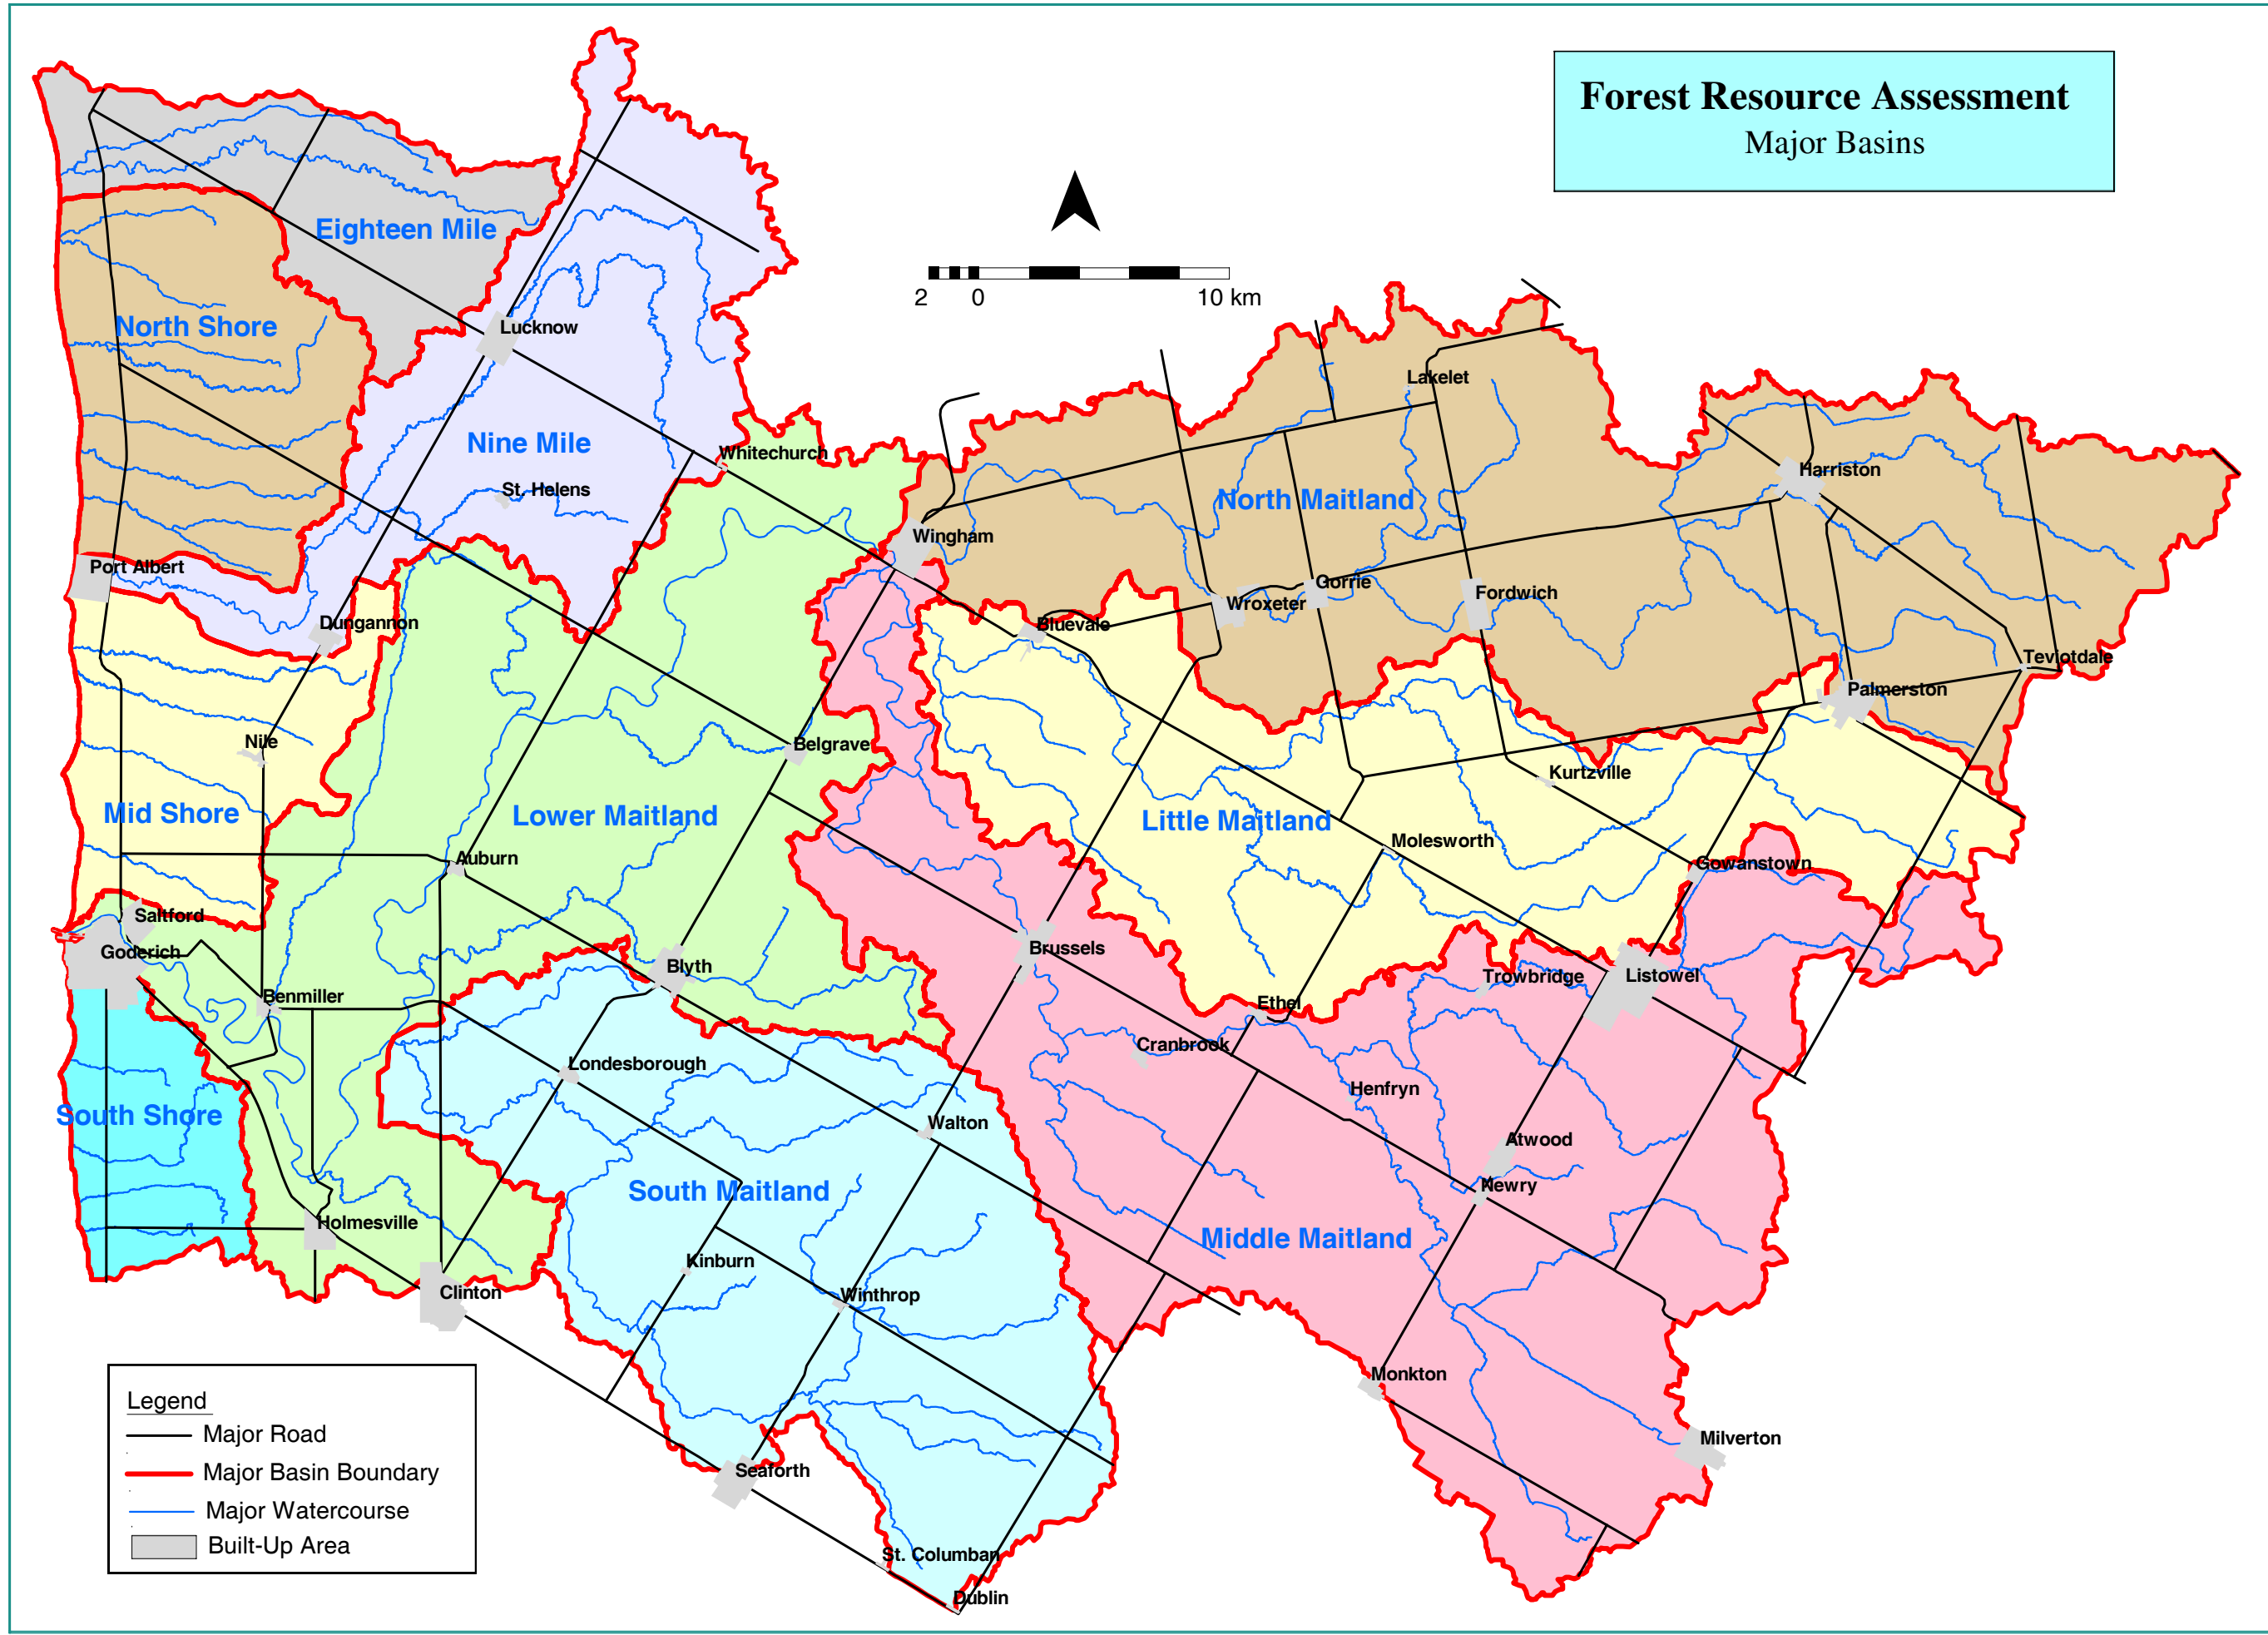 Forest Resource Assessment
Major Basins
Eighteen Mile
2 0 10 km
North Shore
Lucknow
Lakelet
Nine Mile
Whitechurch
Harriston
St. Helens
North Maitland
Wingham
Port Albert
Gorrie
Fordwich
Wroxeter
Dungannon
Bluevale
Teviotdale
Palmerston
Nile
Belgrave
Kurtzville
Mid Shore
Lower Maitland
Little Maitland
Molesworth
Auburn
Gowanstown
Saltford
Goderich
Brussels
Blyth
Trowbridge
Listowel
Benmiller
Ethel
Cranbrook
Londesborough
Henfryn
South Shore
Walton
Atwood
Newry
South Maitland
Holmesville
Middle Maitland
Kinburn
Clinton
Winthrop
Monkton
Legend
Major Road
Milverton
Major Basin Boundary
Seaforth
Major Watercourse
Built-Up Area
St. Columban
Dublin